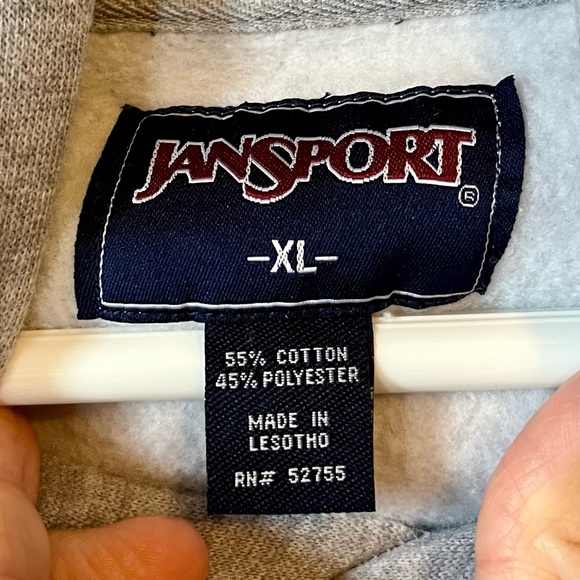 JANSPORT®
-XL-
55% COTTON
45% POLYESTER
MADE IN
LESOTHO
RN# 52755